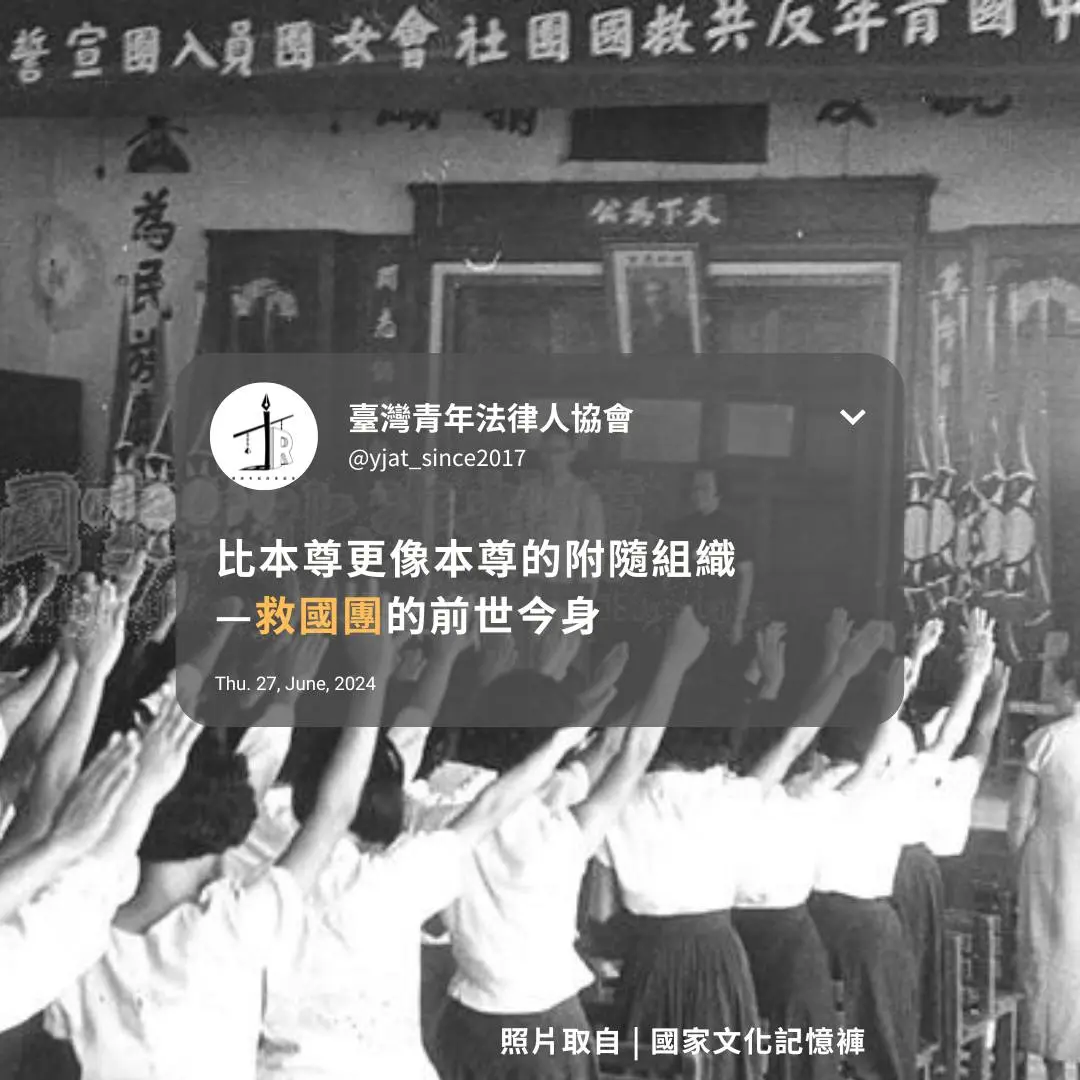 誓宣團入員團女會社團國救共反年青國中
公為下天
為
民
臺灣青年法律人協會
@yjat_since2017
比本尊更像本尊的附隨組織
—救國團的前世今身
Thu. 27, June, 2024
照片取自 | 國家文化記憶褲